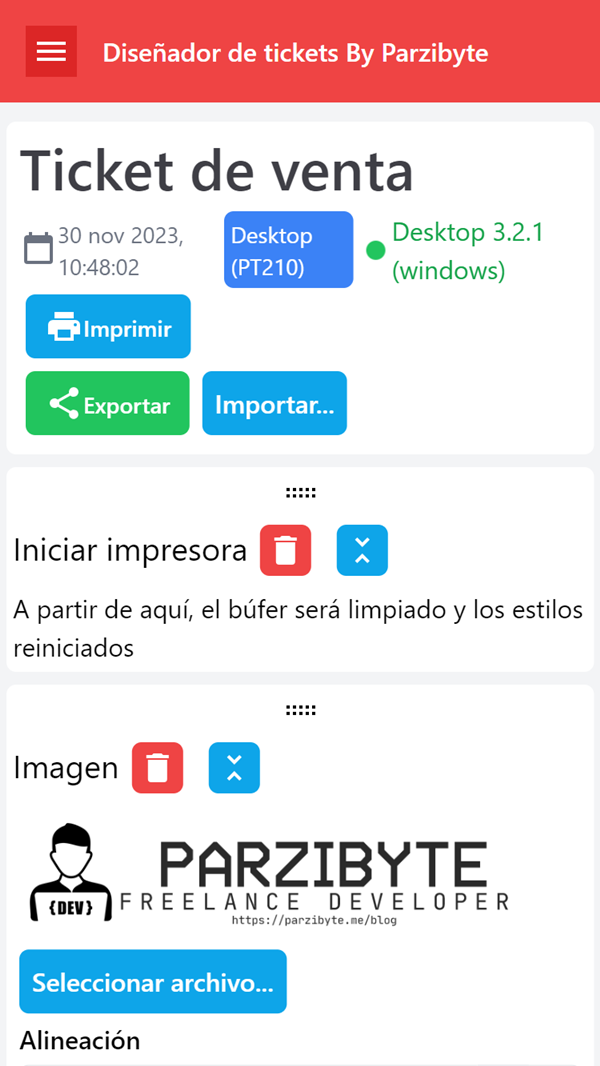 Diseñador de tickets By Parzibyte
Ticket de venta
30 nov 2023,
10:48:02
Desktop
(PT210)
Desktop 3.2.1
(windows)
Imprimir
Exportar
Importar...
Iniciar impresora
A partir de aquí, el búfer será limpiado y los estilos
reiniciados
Imagen
{DEV}
PARZIBYTE
FREELANCE DEVELOPER
https://parzibyte.me/blog
Seleccionar archivo...
Alineación